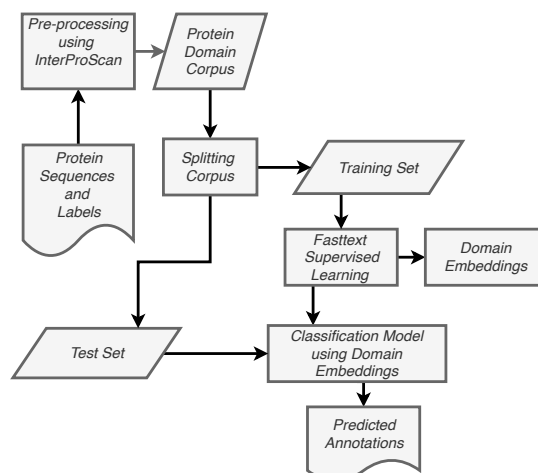 Pre-processing
using
InterProScan
Protein
Domain
Corpus
Protein
Sequences
and
Labels
Splitting
Corpus
Training Set
Fasttext
Supervised
Learning
Domain
Embeddings
Test Set
Classification Model
using Domain
Embeddings
Predicted
Annotations